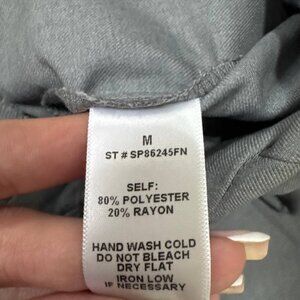 M
ST # SP86245FN
SELF:
80% POLYESTER
20% RAYON
HAND WASH COLD
DO NOT BLEACH
DRY FLAT
IRON LOW
IF NECESSARY